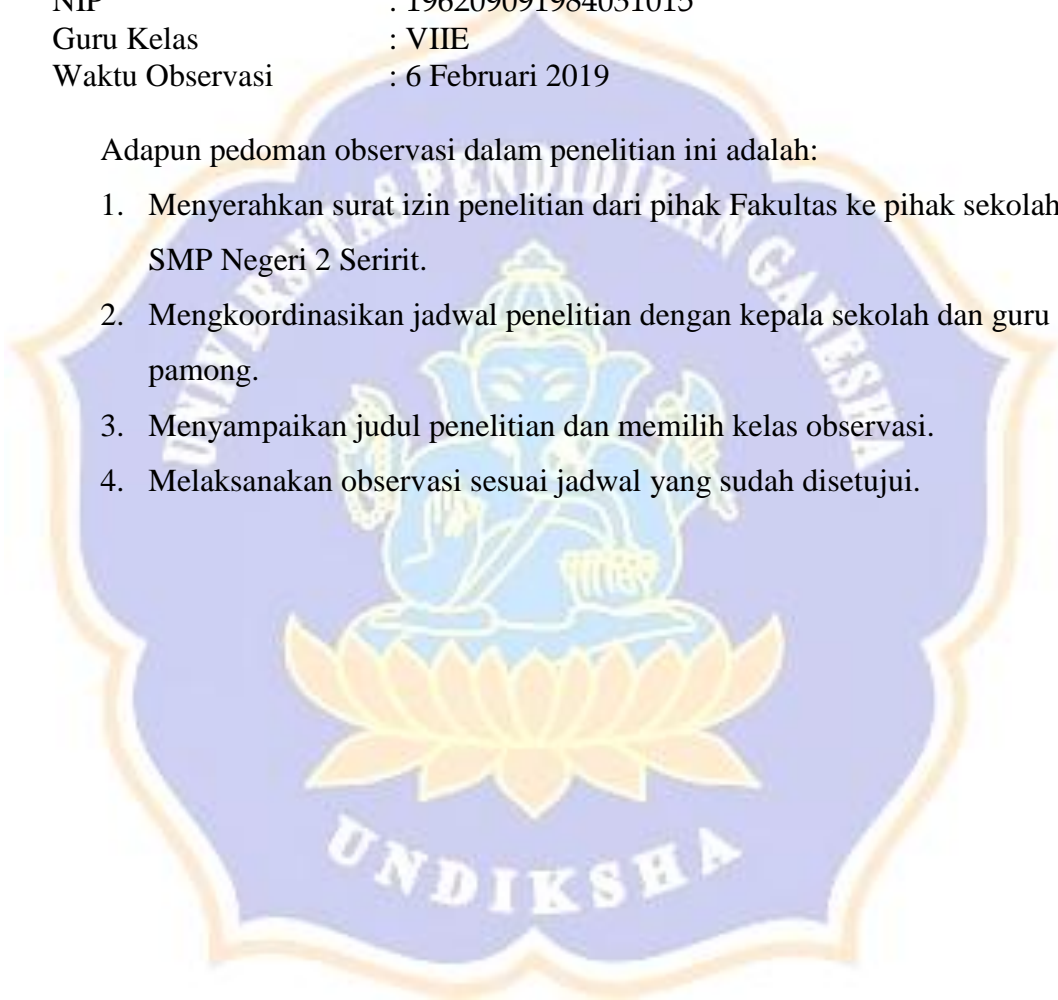 NIP : 196209091984031015
Guru Kelas : VIIE
Waktu Observasi : 6 Februari 2019
Adapun pedoman observasi dalam penelitian ini adalah:
1. Menyerahkan surat izin penelitian dari pihak Fakultas ke pihak sekolah
SMP Negeri 2 Seririt.
2. Mengkoordinasikan jadwal penelitian dengan kepala sekolah dan guru
pamong.
3. Menyampaikan judul penelitian dan memilih kelas observasi.
4. Melaksanakan observasi sesuai jadwal yang sudah disetujui.
UNIVERSITAS PENDIDIKAN GANESHA
UNDIKSHA